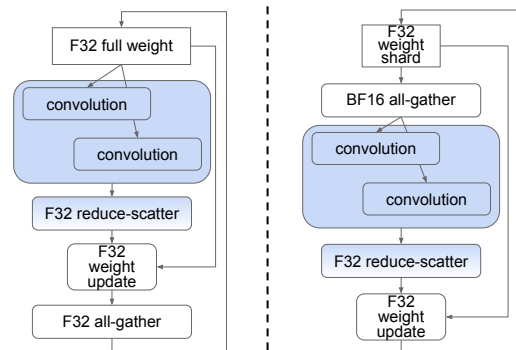 F32 full weight
convolution
convolution
F32 reduce-scatter
F32
weight
update
F32 all-gather
F32
weight
shard
BF16 all-gather
convolution
convolution
F32 reduce-scatter
F32
weight
update